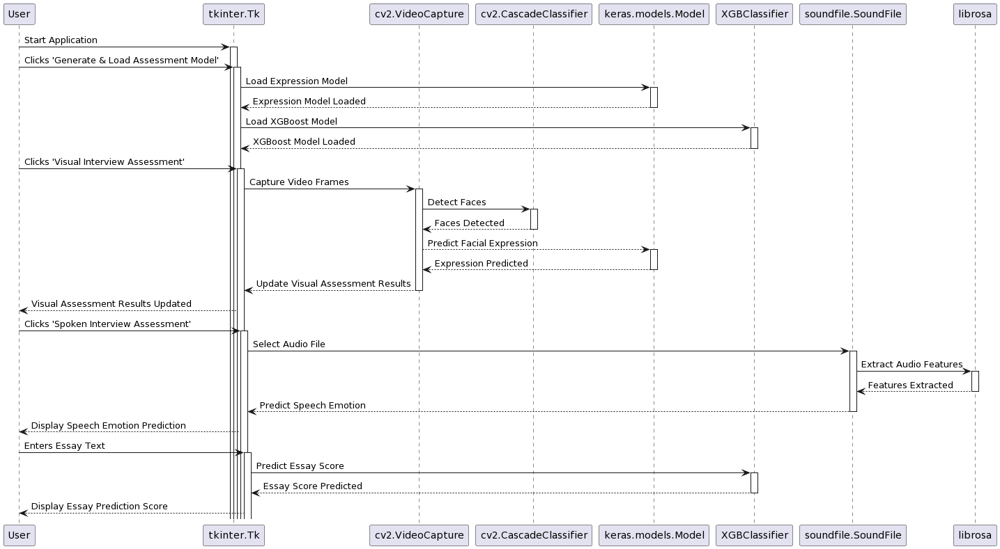 User tkinter.Tk cv2.VideoCapture cv2.CascadeClassifier keras.models.Model XGBClassifier soundfile.SoundFile librosa
Start Application
Clicks 'Generate & Load Assessment Model'
Load Expression Model
Expression Model Loaded
Load XGBoost Model
XGBoost Model Loaded
Clicks 'Visual Interview Assessment'
Capture Video Frames
Detect Faces
Faces Detected
Predict Facial Expression
Expression Predicted
Update Visual Assessment Results
Visual Assessment Results Updated
Clicks 'Spoken Interview Assessment'
Select Audio File
Extract Audio Features
Features Extracted
Predict Speech Emotion
Display Speech Emotion Prediction
Enters Essay Text
Predict Essay Score
Essay Score Predicted
Display Essay Prediction Score
User tkinter.Tk cv2.VideoCapture cv2.CascadeClassifier keras.models.Model XGBClassifier soundfile.SoundFile librosa